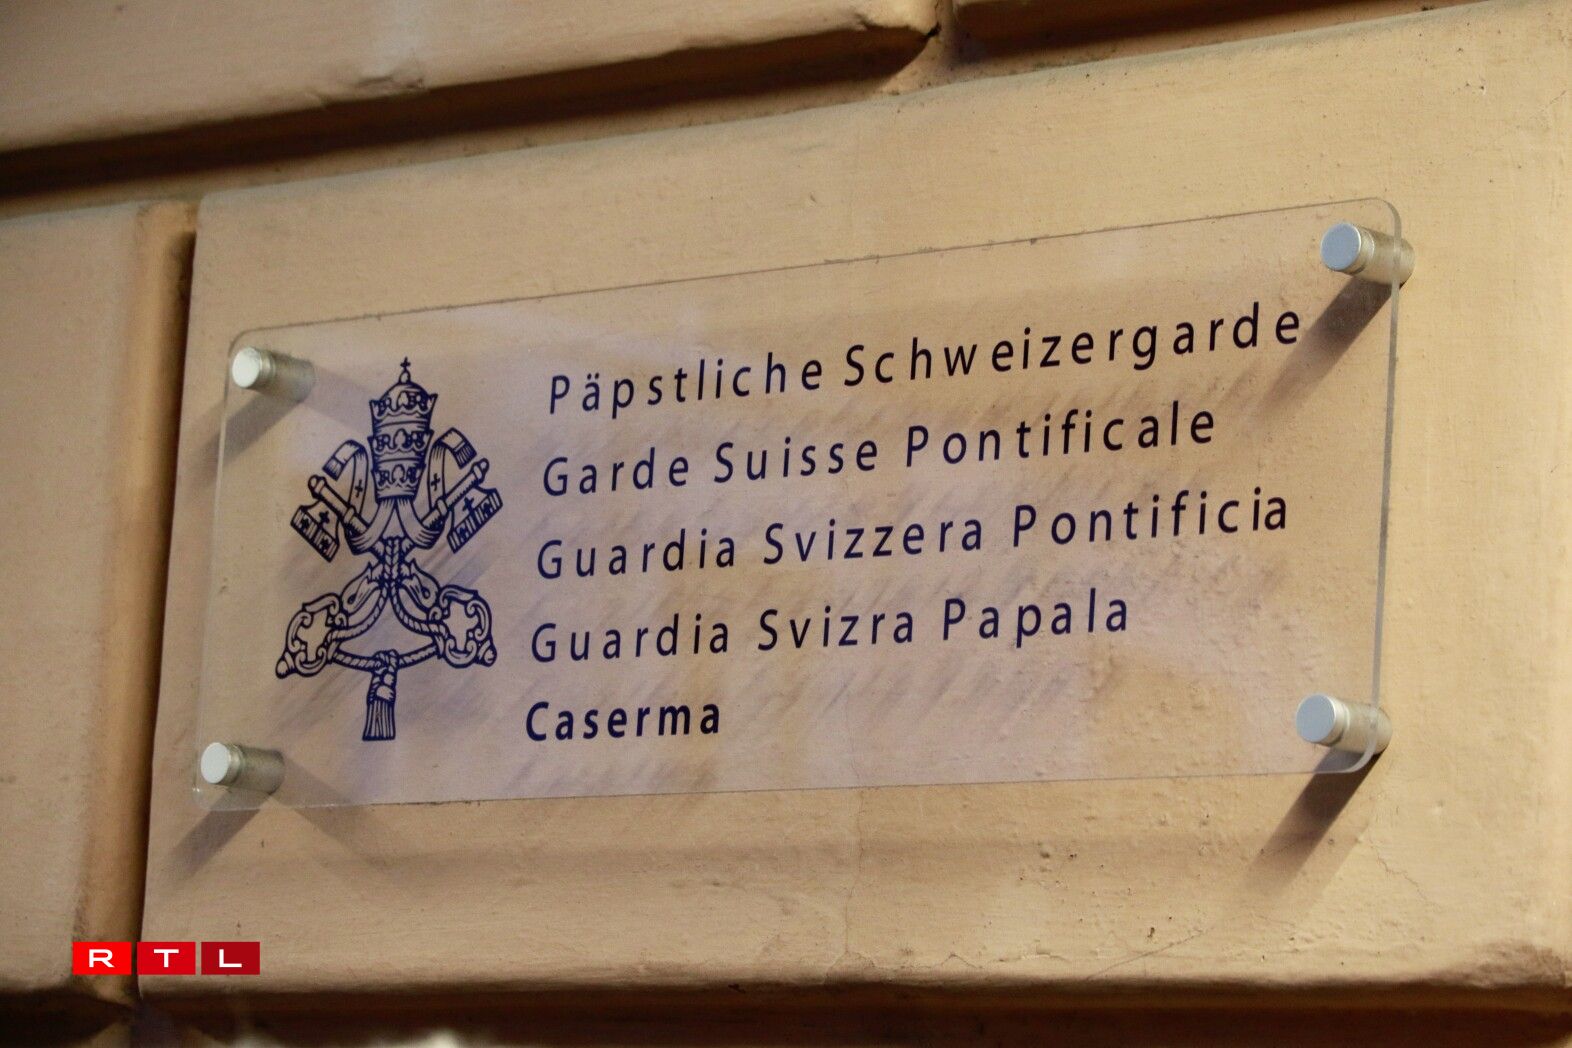 Päpstliche Schweizergarde
Garde Suisse Pontificale
Guardia Svizzera Pontificia
Guardia Svizra Papala
Caserma
RTL